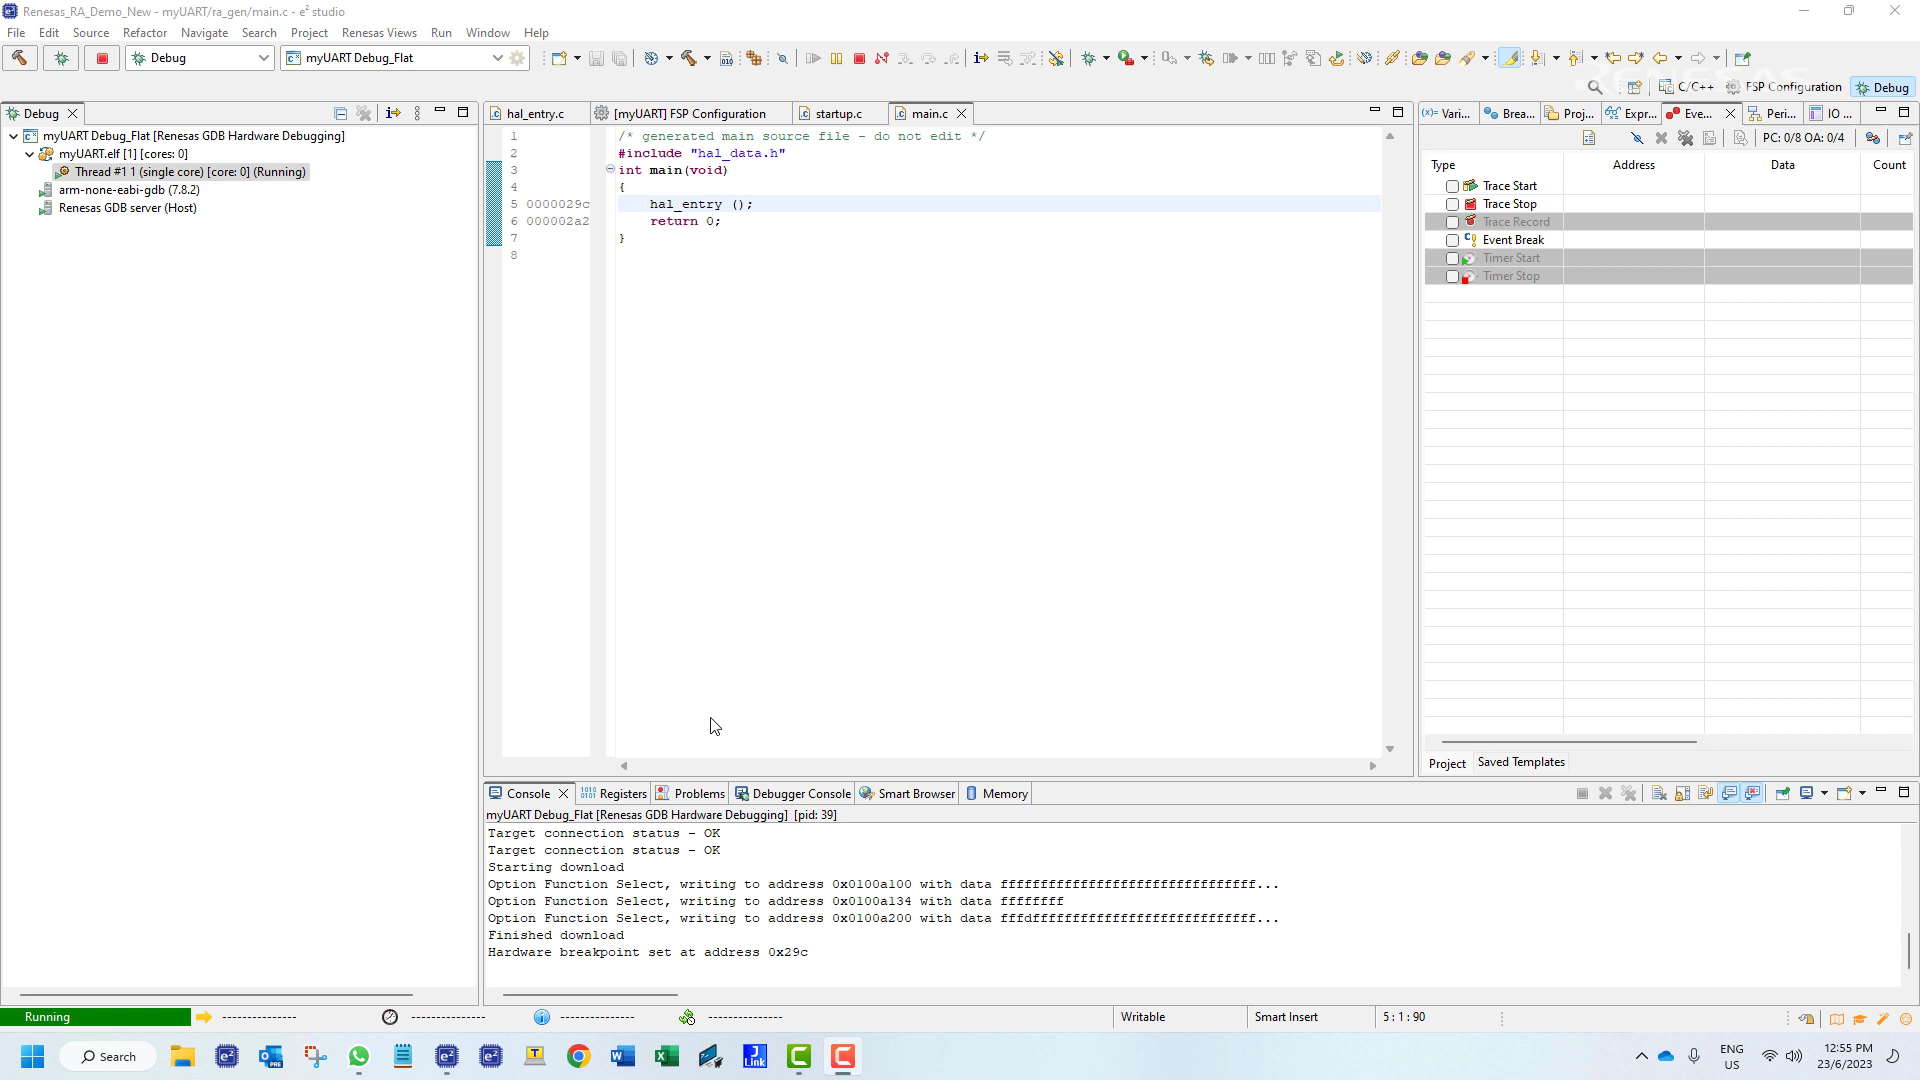 Renesas_RA_Demo_New - myUART/ra_gen/main.c - e² studio
File Edit Source Refactor Navigate Search Project Renesas Views Run Window Help
Debug myUART Debug_Flat
RENESAS
C/C++ FSP Configuration Debug
Debug
myUART Debug_Flat [Renesas GDB Hardware Debugging]
myUART.elf [1] [cores: 0]
Thread #1 1 (single core) [core: 0] (Running)
arm-none-eabi-gdb (7.8.2)
Renesas GDB server (Host)
hal_entry.c [myUART] FSP Configuration startup.c main.c
1 /* generated main source file - do not edit */
2 #include "hal_data.h"
3 int main(void)
4 {
5 0000029c hal_entry ();
6 000002a2 return 0;
7 }
8
(x)= Vari... Brea... Proj... Expr... Eve... Peri... IO ...
PC: 0/8 OA: 0/4
Type Address Data Count
Trace Start
Trace Stop
Trace Record
Event Break
Timer Start
Timer Stop
Project Saved Templates
Console Registers Problems Debugger Console Smart Browser Memory
myUART Debug_Flat [Renesas GDB Hardware Debugging] [pid: 39]
Target connection status - OK
Target connection status - OK
Starting download
Option Function Select, writing to address 0x0100a100 with data ffffffffffffffffffffffffffffffff...
Option Function Select, writing to address 0x0100a134 with data ffffffff
Option Function Select, writing to address 0x0100a200 with data fffdffffffffffffffffffffffffffff...
Finished download
Hardware breakpoint set at address 0x29c
Running -------------- -------------- -------------- -------------- Writable Smart Insert 5 : 1 : 90
Search
ENG
US
12:55 PM
23/6/2023